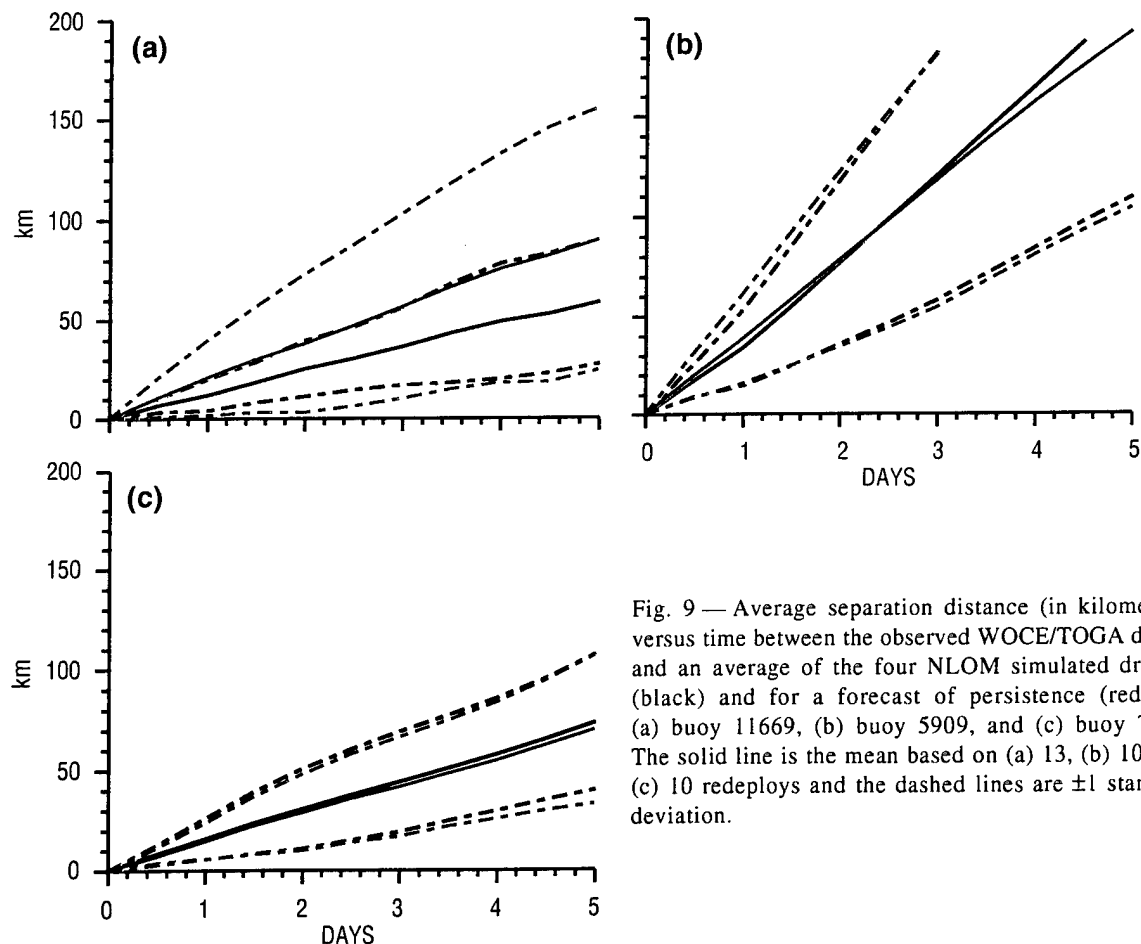 200
150
100
50
0
km
(a)
(b)
0 1 2 3 4 5
DAYS
200
150
100
50
0
km
(c)
0 1 2 3 4 5
DAYS
Fig. 9 — Average separation distance (in kilome
versus time between the observed WOCE/TOGA d
and an average of the four NLOM simulated dr
(black) and for a forecast of persistence (red
(a) buoy 11669, (b) buoy 5909, and (c) buoy
The solid line is the mean based on (a) 13, (b) 10
(c) 10 redeploys and the dashed lines are ±1 stan
deviation.